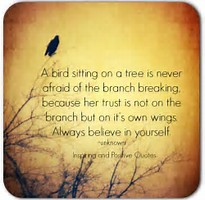 A bird sitting on a tree is never
afraid of the branch breaking,
because her trust is not on the
branch but on it's own wings.
Always believe in yourself.
~unknown
Inspiring and Positive Quotes